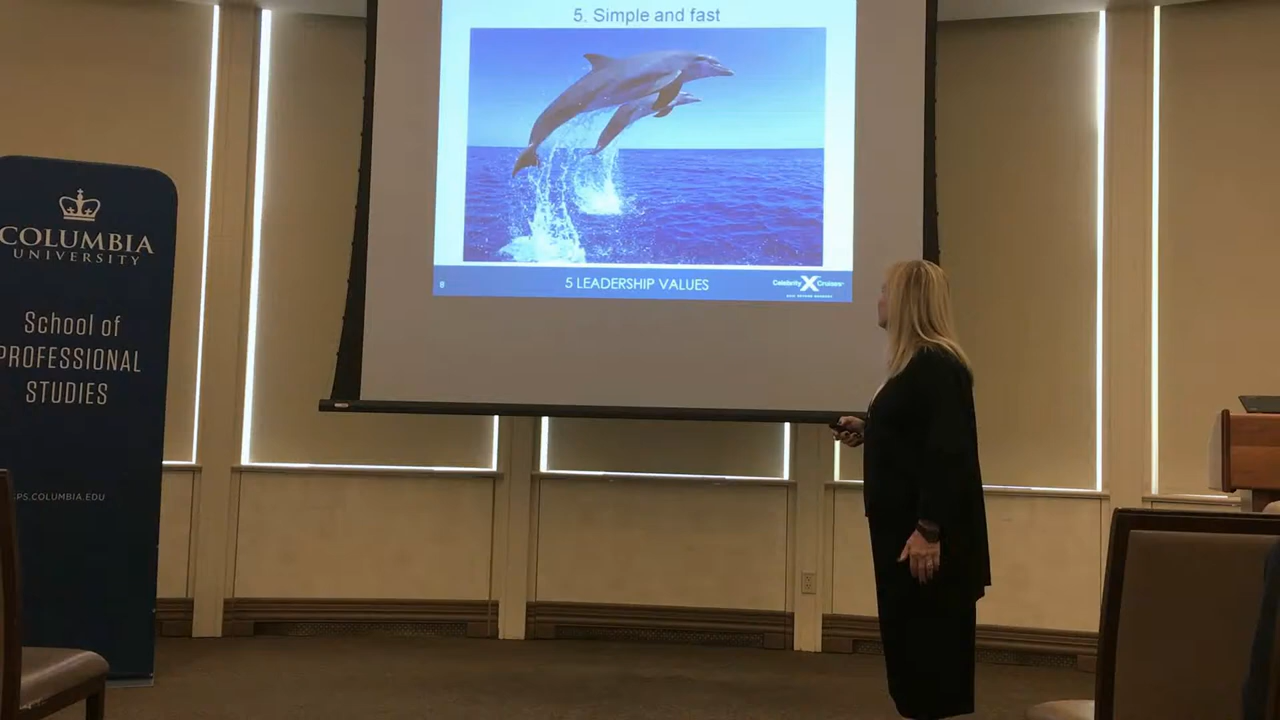 5. Simple and fast
8
5 LEADERSHIP VALUES
Celebrity X Cruises
COLUMBIA
UNIVERSITY
School of
PROFESSIONAL
STUDIES
SPS.COLUMBIA.EDU